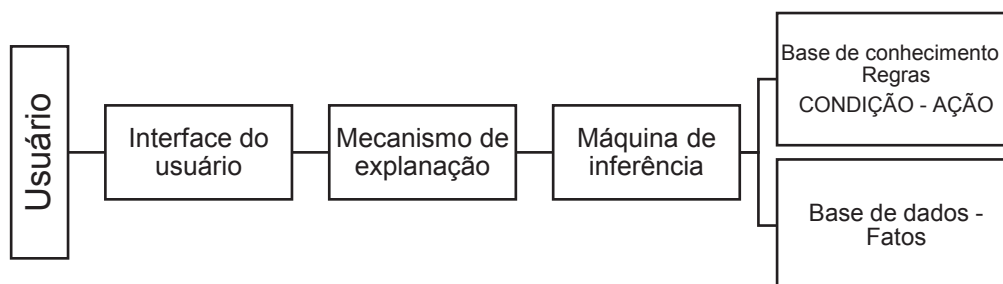 Usuário
Interface do
usuário
Mecanismo de
explanação
Máquina de
inferência
Base de conhecimento
Regras
CONDIÇÃO - AÇÃO
Base de dados -
Fatos